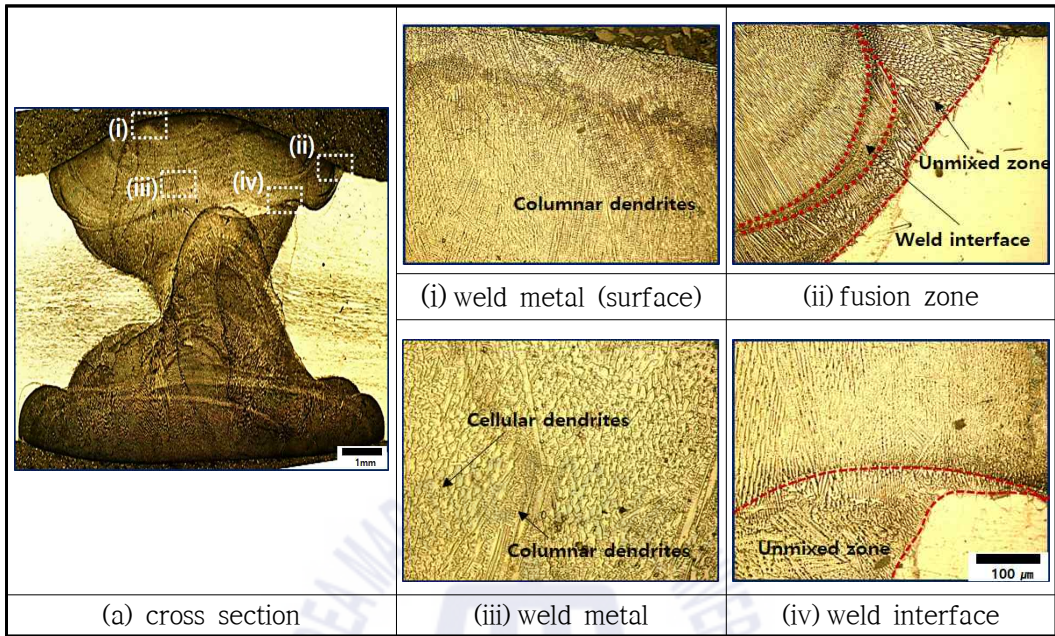 (i)
(ii)
(iii)
(iv)
1mm
(a) cross section
Columnar dendrites
(i) weld metal (surface)
Unmixed zone
Weld interface
(ii) fusion zone
Cellular dendrites
Columnar dendrites
(iii) weld metal
Unmixed zone
100 μm
(iv) weld interface